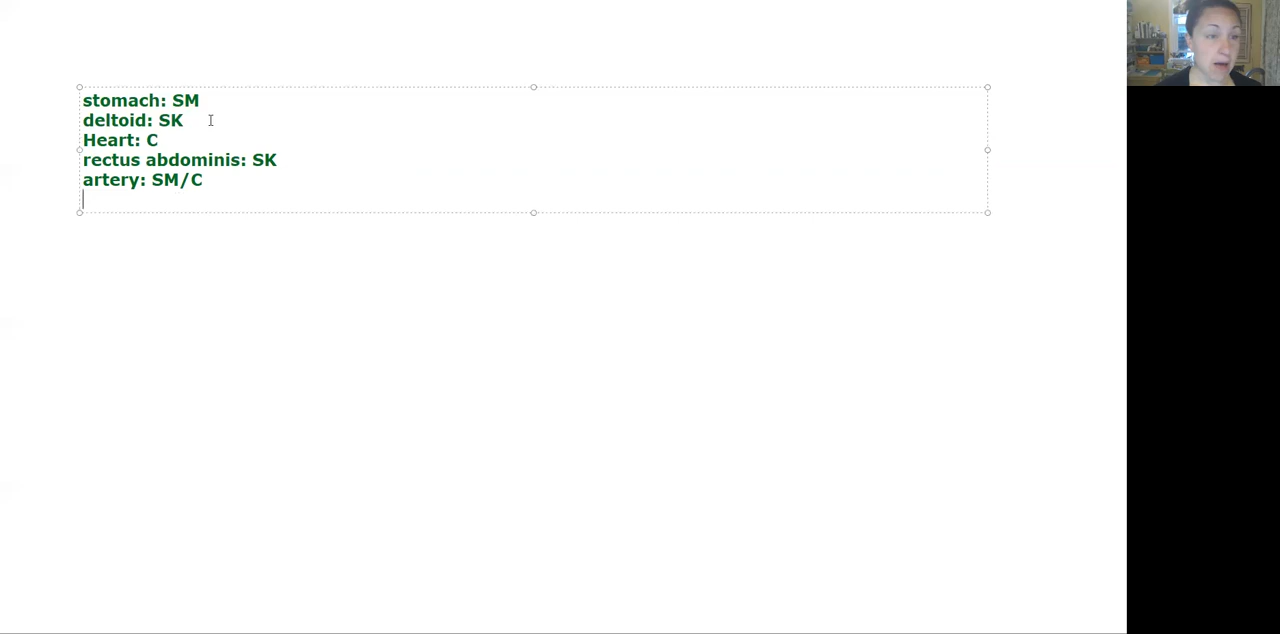 stomach: SM
deltoid: SK
Heart: C
rectus abdominis: SK
artery: SM/C